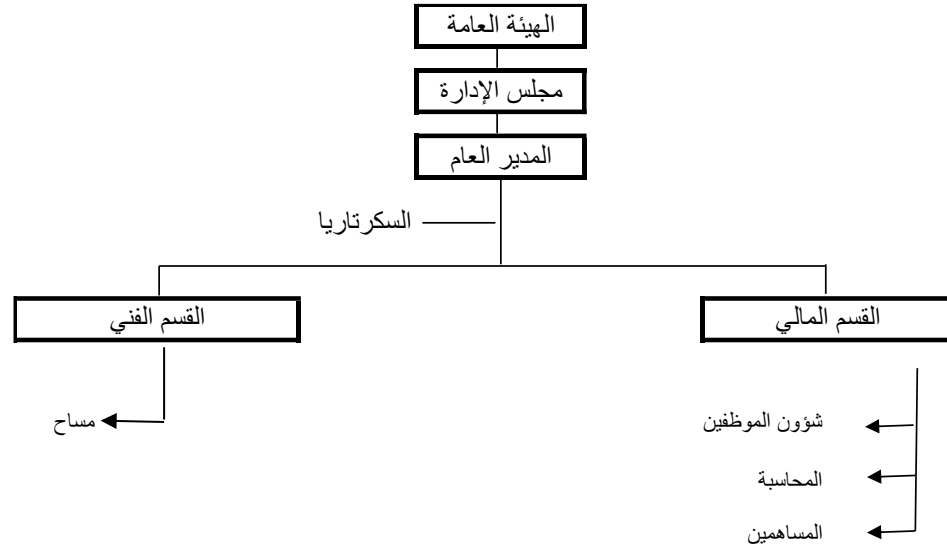 الهيئة العامة
مجلس الإدارة
المدير العام
السكرتاريا
القسم المالي
القسم الفني
شؤون الموظفين
المحاسبة
المساهمين
مساح